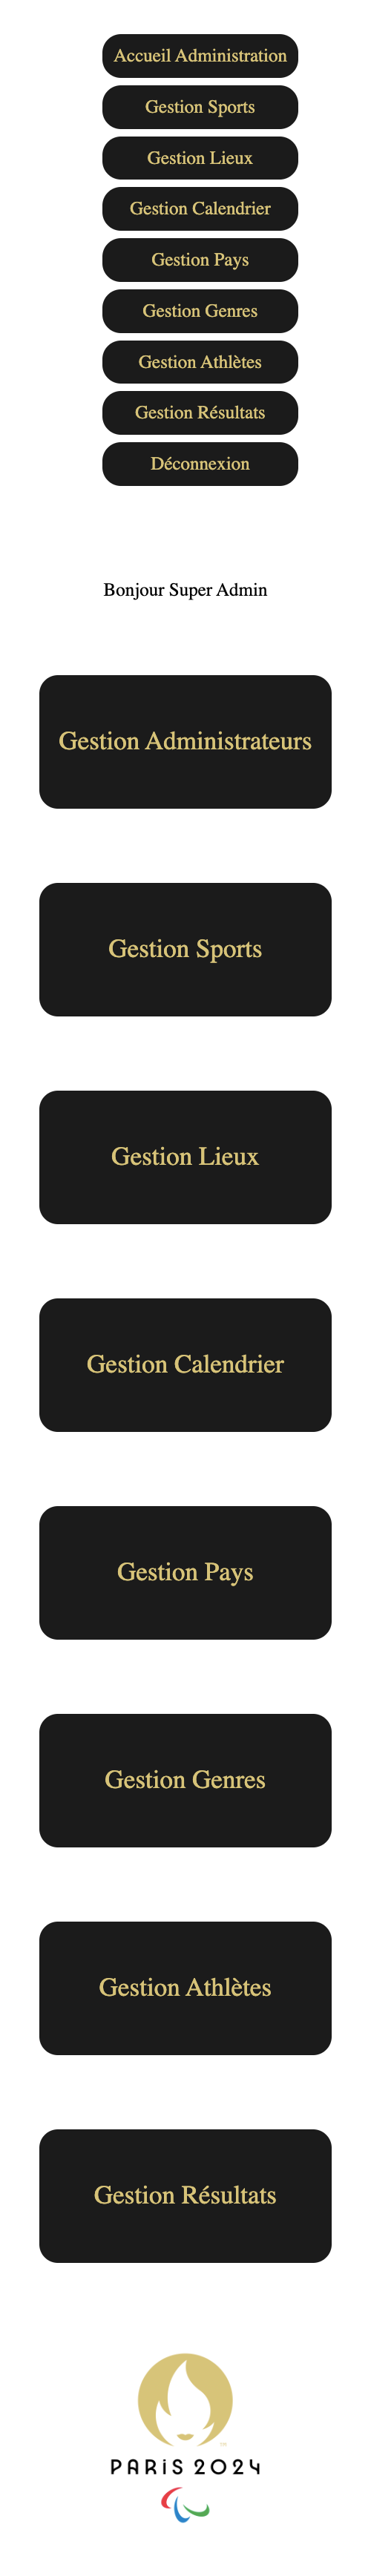 Accueil Administration
Gestion Sports
Gestion Lieux
Gestion Calendrier
Gestion Pays
Gestion Genres
Gestion Athlètes
Gestion Résultats
Déconnexion
Bonjour Super Admin
Gestion Administrateurs
Gestion Sports
Gestion Lieux
Gestion Calendrier
Gestion Pays
Gestion Genres
Gestion Athlètes
Gestion Résultats
PARiS 2024